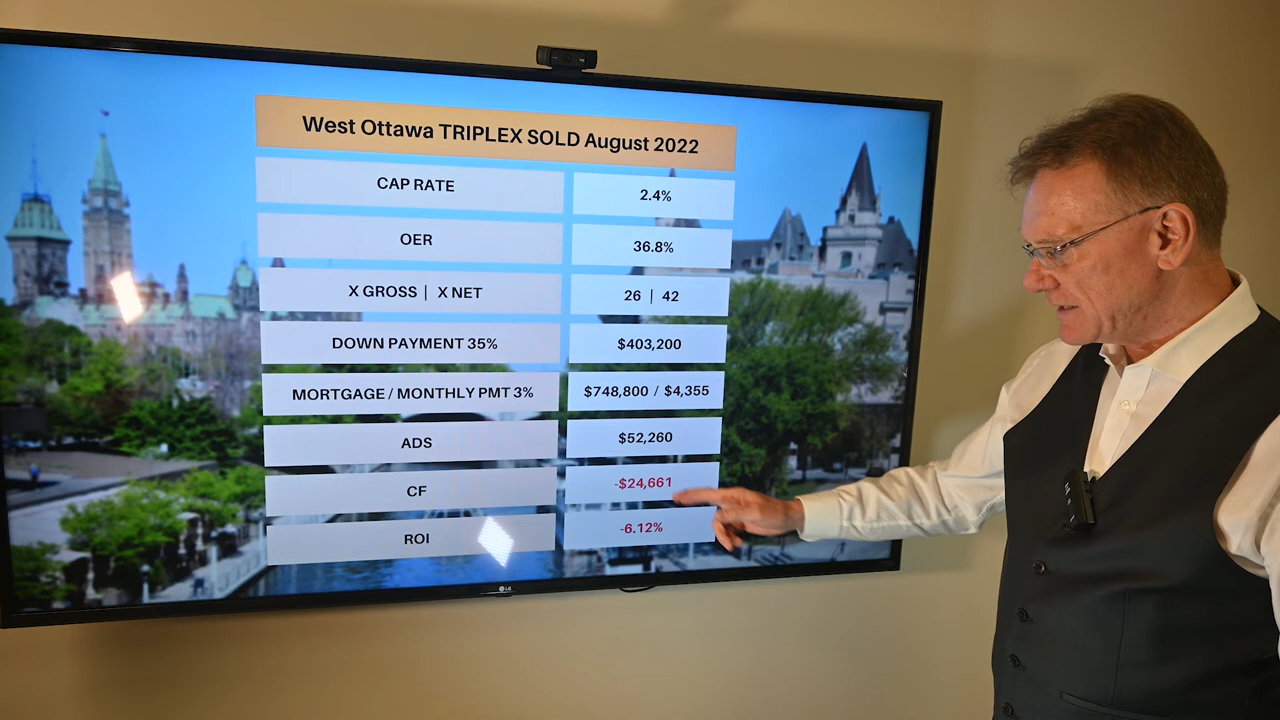 West Ottawa TRIPLEX SOLD August 2022
CAP RATE 2.4%
OER 36.8%
X GROSS | X NET 26 | 42
DOWN PAYMENT 35% $403,200
MORTGAGE / MONTHLY PMT 3% $748,800 / $4,355
ADS $52,260
CF -$24,661
ROI -6.12%
LG